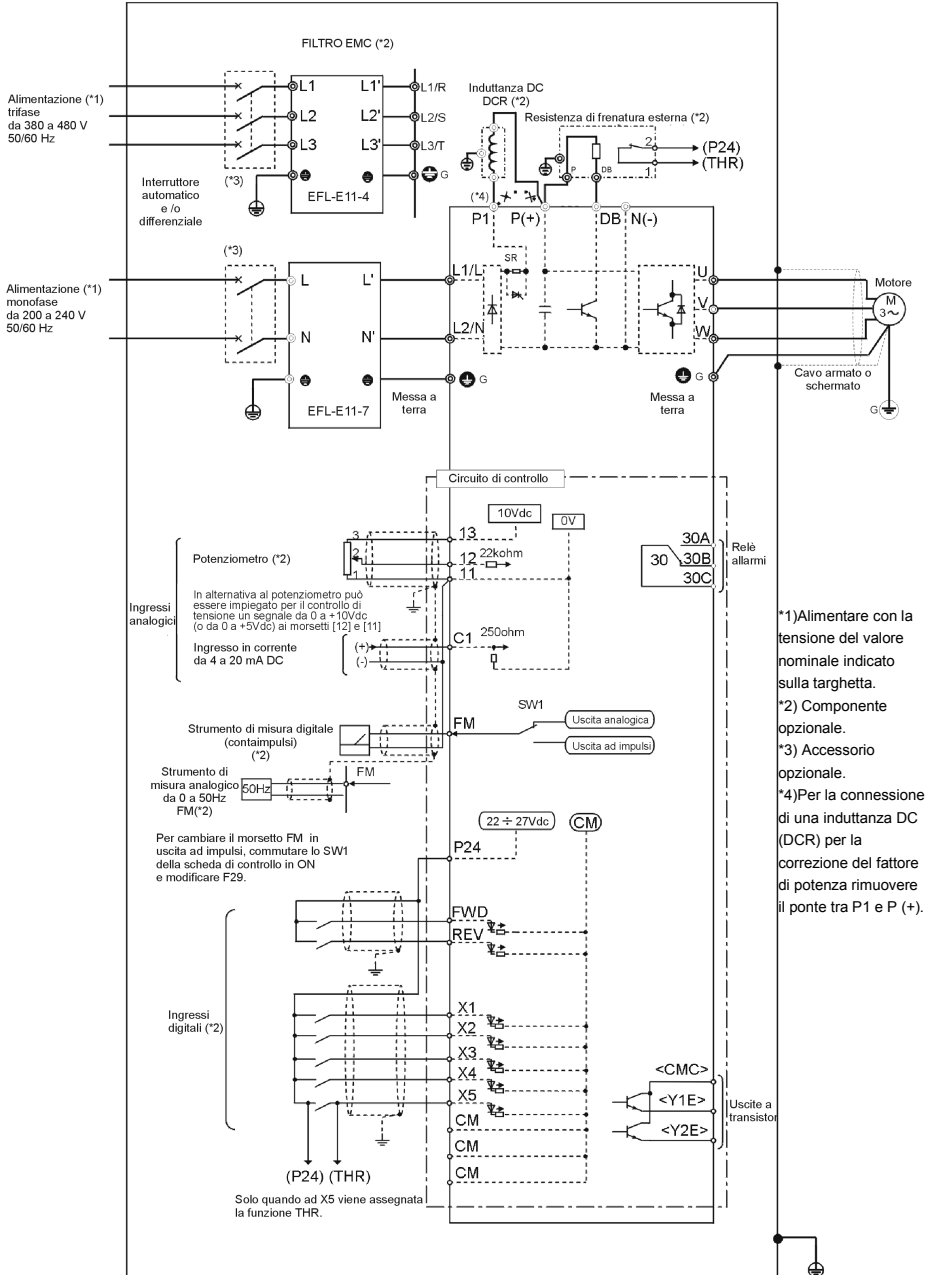 FILTRO EMC (*2)
Alimentazione (*1)
trifase
da 380 a 480 V
50/60 Hz
L1 L1' L1/R
L2 L2' L2/S
L3 L3' L3/T
G
EFL-E11-4
(*3)
Interruttore
automatico
e /o
differenziale
Induttanza DC
DCR (*2)
Resistenza di frenatura esterna (*2)
P DB
2
1
(P24)
(THR)
(*4)
P1 P(+) DB N(-)
SR
(*3)
Alimentazione (*1)
monofase
da 200 a 240 V
50/60 Hz
L L' L1/L
N N' L2/N
G
EFL-E11-7
Messa a
terra
U
V
W
G
Messa a
terra
Motore
M
3~
Cavo armato o
schermato
G
Circuito di controllo
10Vdc
0V
3 13
2 12 22kohm
1 11
Potenziometro (*2)
In alternativa al potenziometro può
essere impiegato per il controllo di
tensione un segnale da 0 a +10Vdc
(o da 0 a +5Vdc) ai morsetti [12] e [11]
Ingressi
analogici
Ingresso in corrente
da 4 a 20 mA DC
(+)
(-)
C1 250ohm
30
30A
30B
30C
Relè
allarmi
Strumento di misura digitale
(contaimpulsi)
(*2)
FM
SW1
Uscita analogica
Uscita ad impulsi
Strumento di
misura analogico
da 0 a 50Hz
FM(*2)
50Hz
FM
Per cambiare il morsetto FM in
uscita ad impulsi, commutare lo SW1
della scheda di controllo in ON
e modificare F29.
22 ÷ 27Vdc
CM
P24
FWD
REV
Ingressi
digitali (*2)
X1
X2
X3
X4
X5
CM
CM
CM
(P24) (THR)
Solo quando ad X5 viene assegnata
la funzione THR.
<CMC>
<Y1E>
<Y2E>
Uscite a
transistor
*1)Alimentare con la
tensione del valore
nominale indicato
sulla targhetta.
*2) Componente
opzionale.
*3) Accessorio
opzionale.
*4)Per la connessione
di una induttanza DC
(DCR) per la
correzione del fattore
di potenza rimuovere
il ponte tra P1 e P (+).